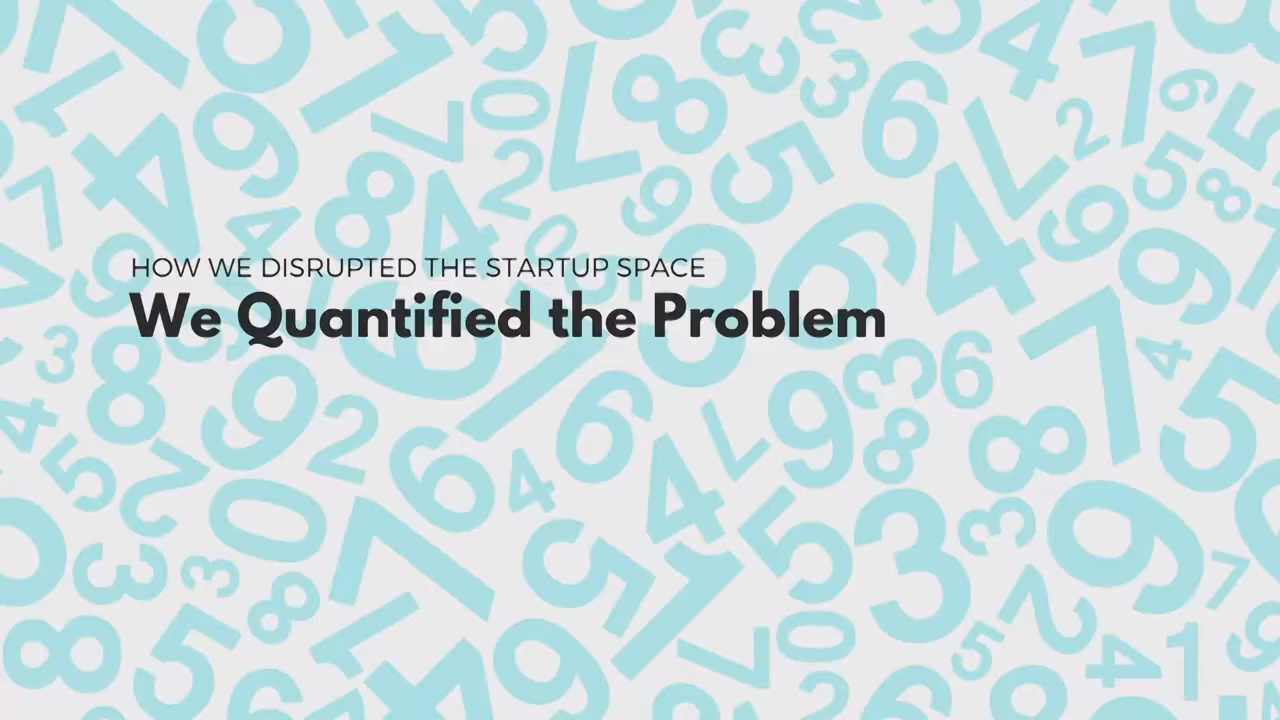 HOW WE DISRUPTED THE STARTUP SPACE
We Quantified the Problem